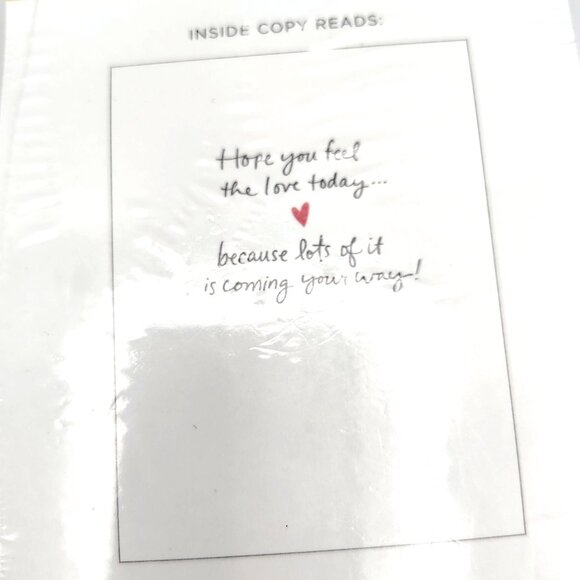 INSIDE COPY READS:
Hope you feel
the love today...
because lots of it
is coming your way!